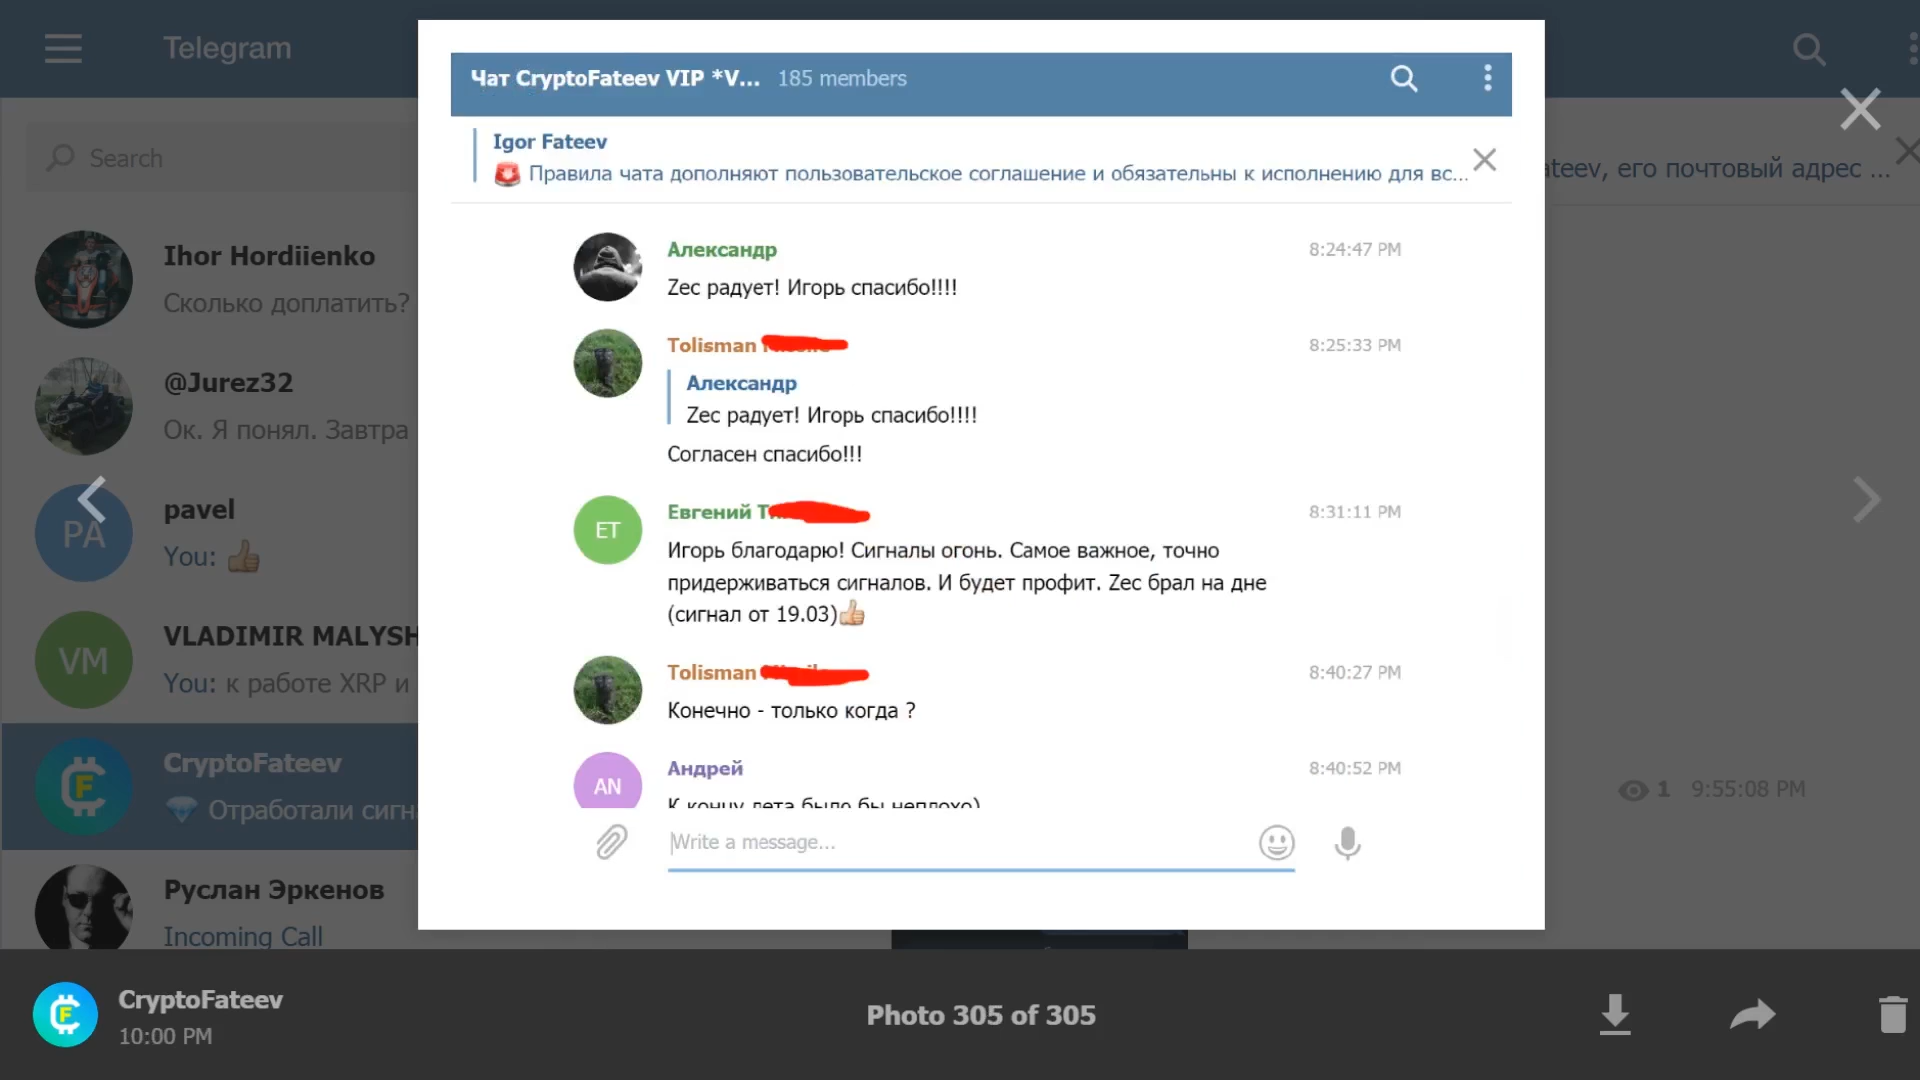 Telegram
Search
Ihor Hordiienko
Сколько доплатить?
@Jurez32
Ок. Я понял. Завтра
pavel
PA
You: 👍
VLADIMIR MALYSH
VM
You: к работе XRP и
CryptoFateev
💎 Отработали сигн
Руслан Эркенов
Incoming Call
Чат CryptoFateev VIP *V... 185 members
Igor Fateev
🚨 Правила чата дополняют пользовательское соглашение и обязательны к исполнению для вс...
ateev, его почтовый адрес ...
Александр 8:24:47 PM
Zec радует! Игорь спасибо!!!!
Tolisman 8:25:33 PM
Александр
Zec радует! Игорь спасибо!!!!
Согласен спасибо!!!
Евгений Т 8:31:11 PM
ET
Игорь благодарю! Сигналы огонь. Самое важное, точно
придерживаться сигналов. И будет профит. Zec брал на дне
(сигнал от 19.03)👍
Tolisman 8:40:27 PM
Конечно - только когда ?
Андрей 8:40:52 PM
AN
К концу лета было бы неплохо)
Write a message...
1 9:55:08 PM
CryptoFateev
10:00 PM
Photo 305 of 305